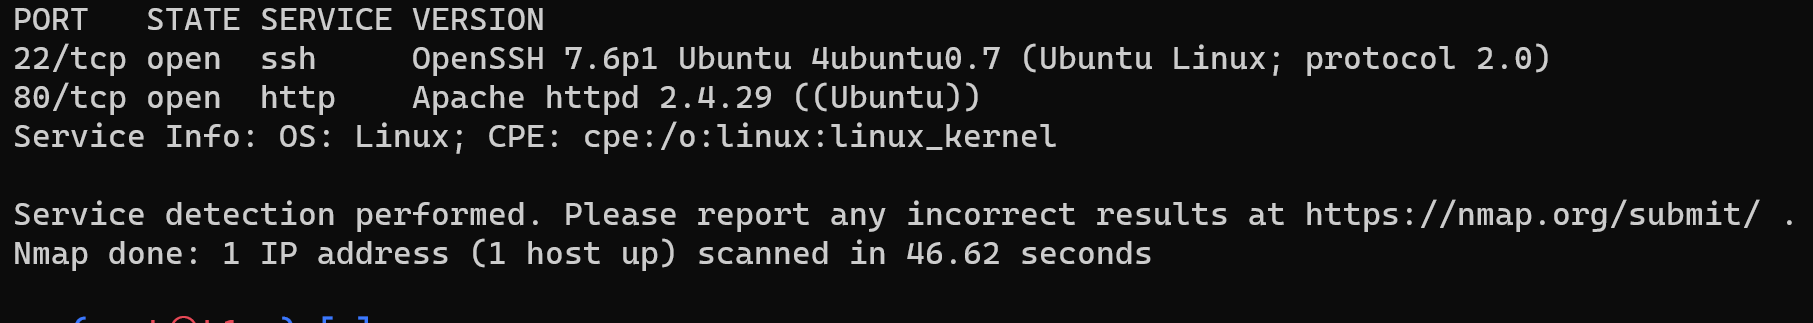 PORT   STATE SERVICE VERSION
22/tcp open  ssh     OpenSSH 7.6p1 Ubuntu 4ubuntu0.7 (Ubuntu Linux; protocol 2.0)
80/tcp open  http    Apache httpd 2.4.29 ((Ubuntu))
Service Info: OS: Linux; CPE: cpe:/o:linux:linux_kernel
Service detection performed. Please report any incorrect results at https://nmap.org/submit/ .
Nmap done: 1 IP address (1 host up) scanned in 46.62 seconds